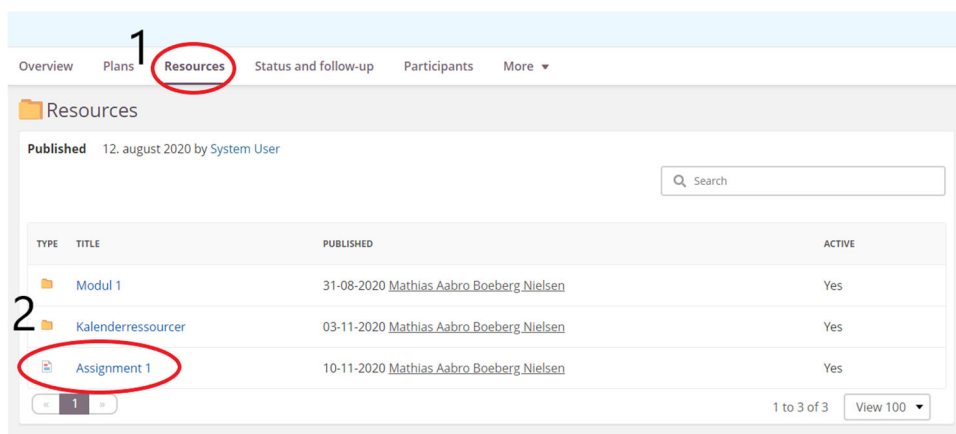 1
Overview Plans Resources Status and follow-up Participants More
Resources
Published 12. august 2020 by System User
Search
TYPE TITLE PUBLISHED ACTIVE
Modul 1 31-08-2020 Mathias Aabro Boeberg Nielsen Yes
2
Kalenderressourcer 03-11-2020 Mathias Aabro Boeberg Nielsen Yes
Assignment 1 10-11-2020 Mathias Aabro Boeberg Nielsen Yes
« 1 » 1 to 3 of 3 View 100